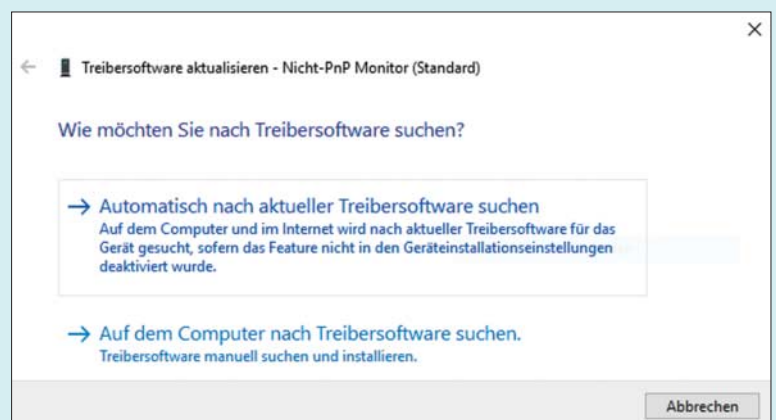 Treibersoftware aktualisieren - Nicht-PnP Monitor (Standard)
Wie möchten Sie nach Treibersoftware suchen?
Automatisch nach aktueller Treibersoftware suchen
Auf dem Computer und im Internet wird nach aktueller Treibersoftware für das
Gerät gesucht, sofern das Feature nicht in den Geräteinstallationseinstellungen
deaktiviert wurde.
Auf dem Computer nach Treibersoftware suchen.
Treibersoftware manuell suchen und installieren.
Abbrechen